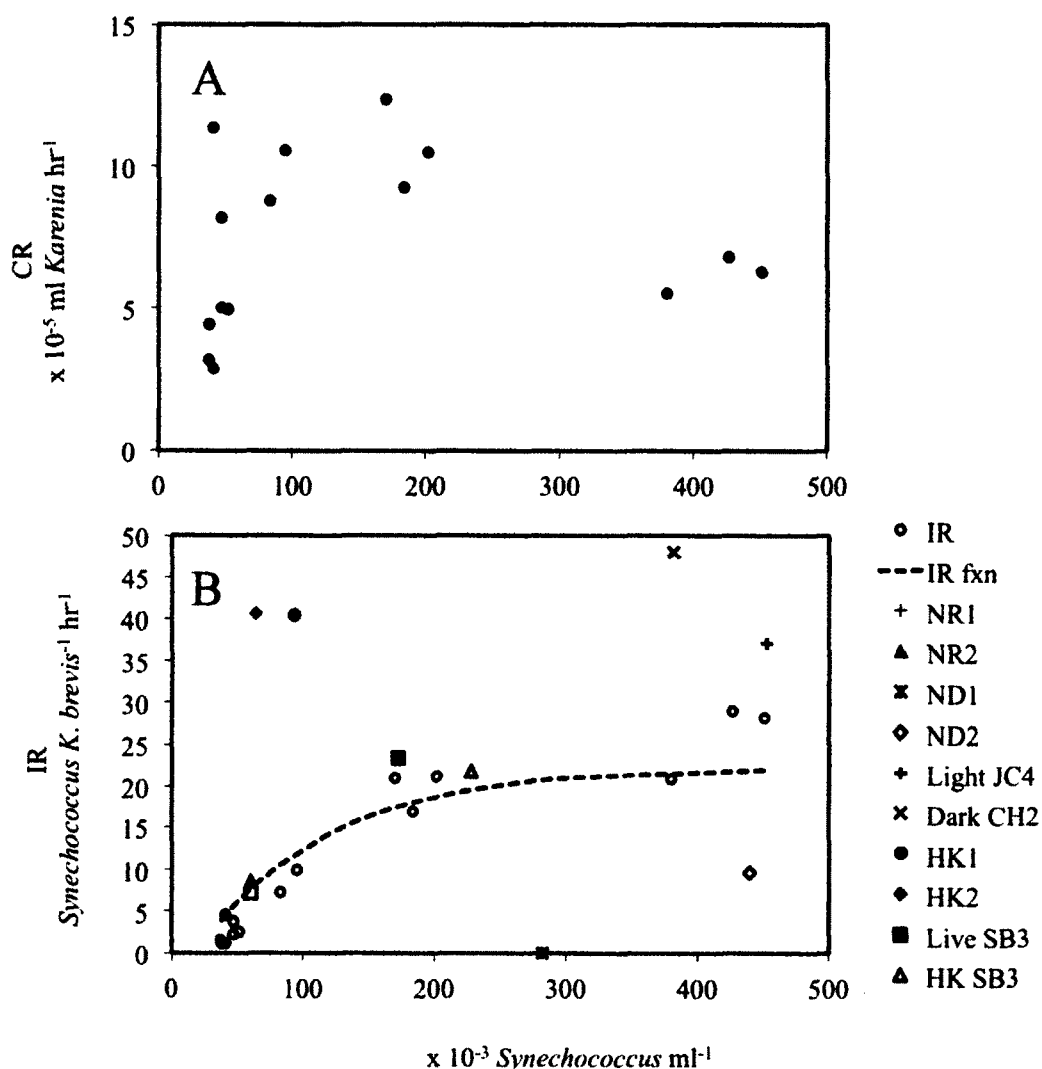 15
A
10
5
0
CR
x 10⁻⁵ ml Karenia hr⁻¹
0 100 200 300 400 500
50
B
45
40
35
30
25
20
15
10
5
0
IR
Synechococcus K. brevis⁻¹ hr⁻¹
0 100 200 300 400 500
x 10⁻³ Synechococcus ml⁻¹
IR
IR fxn
NR1
NR2
ND1
ND2
Light JC4
Dark CH2
HK1
HK2
Live SB3
HK SB3